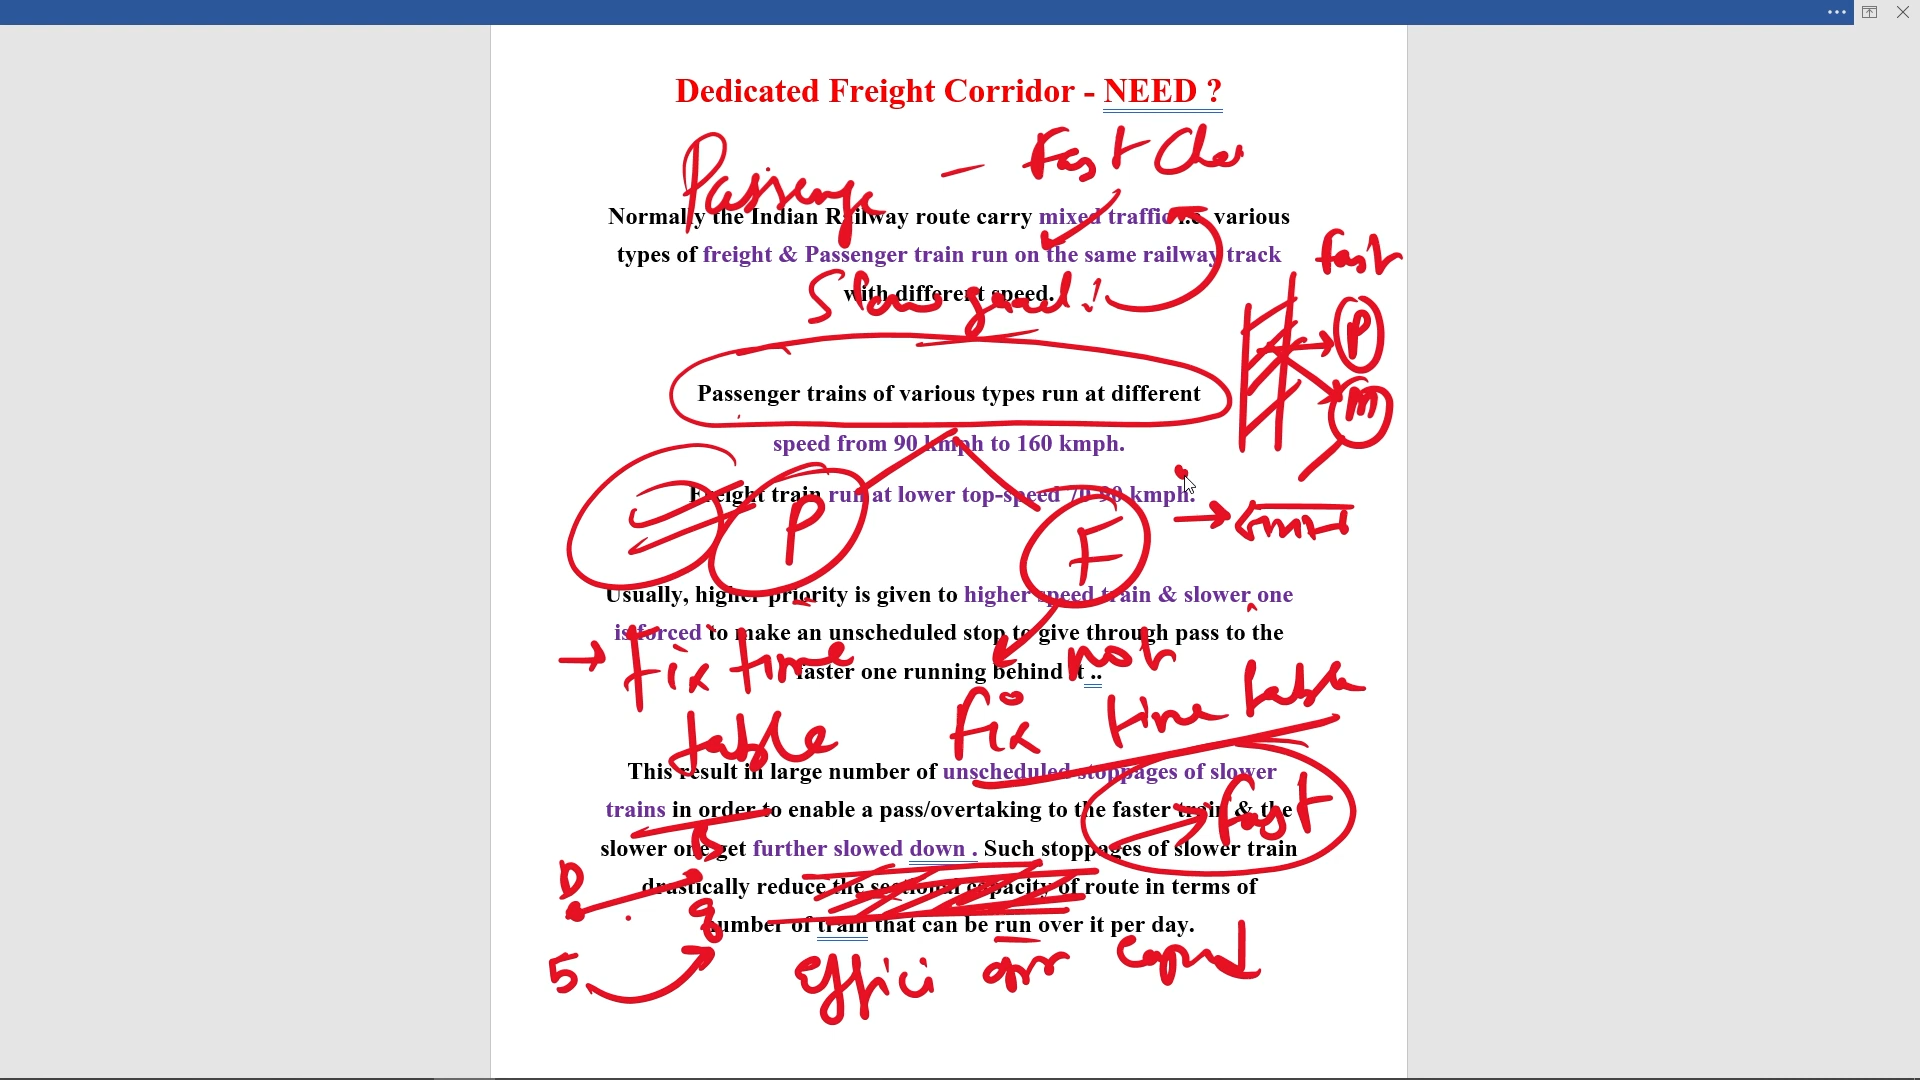 Dedicated Freight Corridor - NEED ?
Passenge - Fast
Normally the Indian Railway route carry mixed traffic i.e. various
types of freight & Passenger train run on the same railway track
fast
with different speed.
Slow
P
Passenger trains of various types run at different
m
speed from 90 kmph to 160 kmph.
Freight train run at lower top-speed 70-90 kmph.
P
F
Usually, higher priority is given to higher speed train & slower one
is forced to make an unscheduled stop to give through pass to the
→ Fix time not
faster one running behind it ..
table fix time table
This result in large number of unscheduled stoppages of slower
trains in order to enable a pass/overtaking to the faster train & the
→ fast
slower one get further slowed down . Such stoppages of slower train
D
drastically reduce the sectional capacity of route in terms of
number of train that can be run over it per day.
5 8